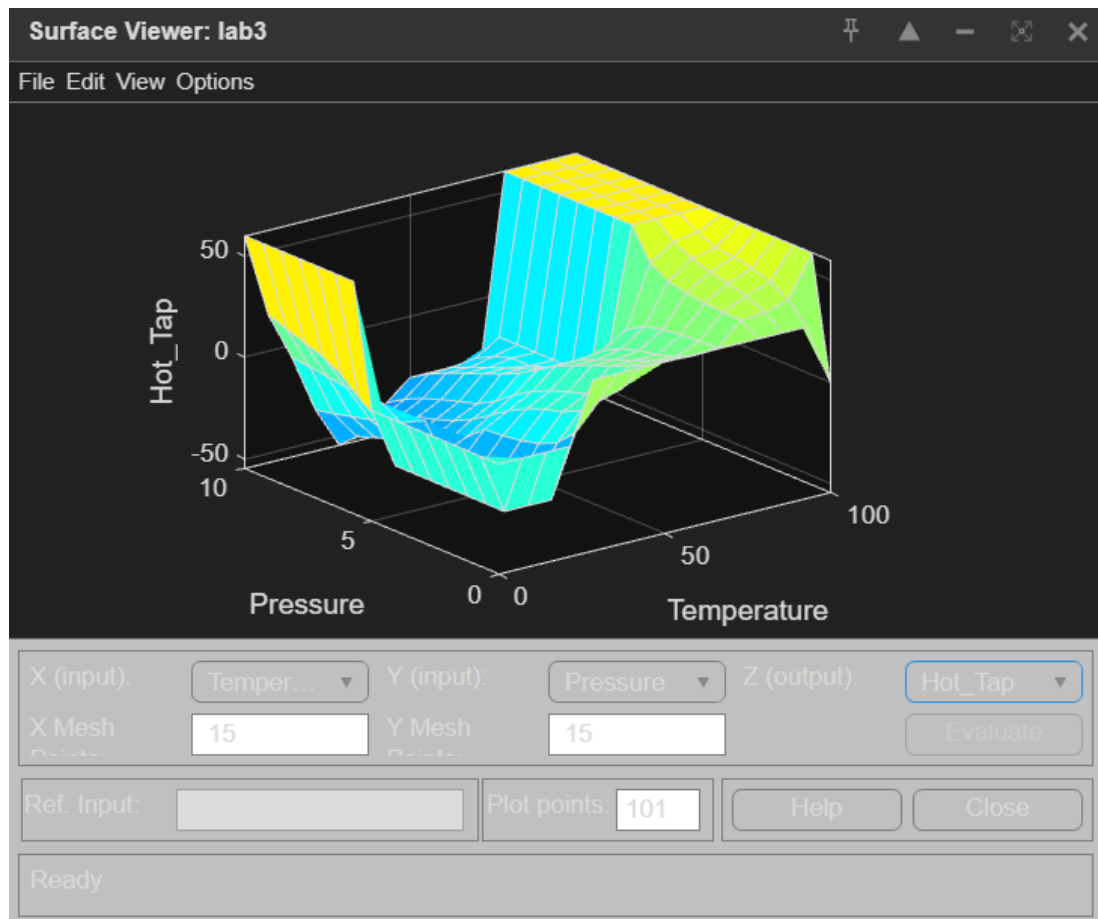 Surface Viewer: lab3
File Edit View Options
50
0
-50
Hot_Tap
10
5
0
Pressure
0
50
100
Temperature
X (input): Temper... Y (input): Pressure Z (output): Hot_Tap
X Mesh 15 Y Mesh 15 Evaluate
Ref. Input: Plot points: 101 Help Close
Ready